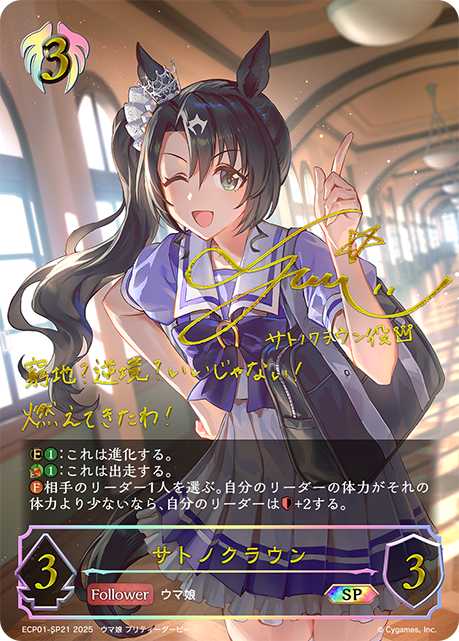 3
サトノクラウン役
窮地？逆境？いいじゃない！
燃えてきたわ！
E 1：これは進化する。
1：これは出走する。
F 相手のリーダー1人を選ぶ。自分のリーダーの体力がそれの
体力より少ないなら、自分のリーダーは+2する。
サトノクラウン
3
3
Follower ウマ娘
SP
ECP01-SP21 2025 ウマ娘 プリティーダービー
© Cygames, Inc.